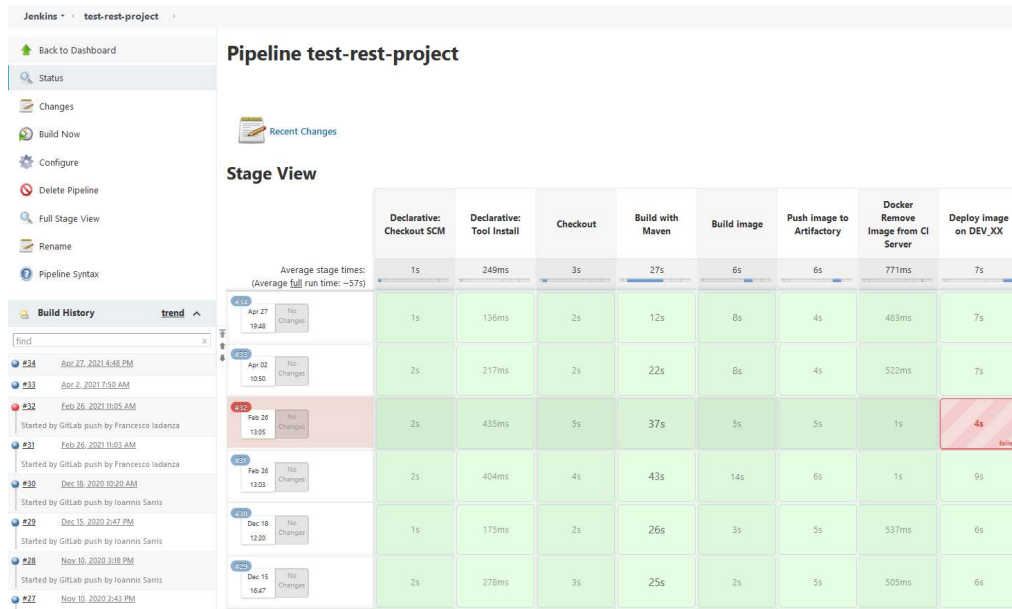 Jenkins
test-rest-project
Back to Dashboard
Status
Changes
Build Now
Configure
Delete Pipeline
Full Stage View
Rename
Pipeline Syntax
Build History
trend
find
x
#34 Apr 27, 2021 4:48 PM
#33 Apr 2, 2021 7:50 AM
#32 Feb 26, 2021 11:05 AM
Started by GitLab push by Francesco Iadanza
#31 Feb 26, 2021 11:03 AM
Started by GitLab push by Francesco Iadanza
#30 Dec 18, 2020 10:20 AM
Started by GitLab push by Ioannis Sarris
#29 Dec 15, 2020 2:47 PM
Started by GitLab push by Ioannis Sarris
#28 Nov 10, 2020 3:18 PM
Started by GitLab push by Ioannis Sarris
#27 Nov 10, 2020 2:43 PM
Pipeline test-rest-project
Recent Changes
Stage View
Declarative:
Checkout SCM
Declarative:
Tool Install
Checkout
Build with
Maven
Build image
Push image to
Artifactory
Docker
Remove
Image from CI
Server
Deploy image
on DEV_XX
Average stage times:
(Average full run time: ~57s)
1s 249ms 3s 27s 6s 6s 771ms 7s
#34
Apr 27
19:48
No
Changes
1s 136ms 2s 12s 8s 4s 483ms 7s
#33
Apr 02
10:50
No
Changes
2s 217ms 2s 22s 8s 4s 522ms 7s
#32
Feb 26
13:05
No
Changes
2s 435ms 5s 37s 5s 5s 1s 4s
faile
#31
Feb 26
13:03
No
Changes
2s 404ms 4s 43s 14s 6s 1s 9s
#30
Dec 18
12:20
No
Changes
1s 175ms 2s 26s 3s 5s 537ms 6s
#29
Dec 15
16:47
No
Changes
2s 278ms 3s 25s 2s 5s 505ms 6s